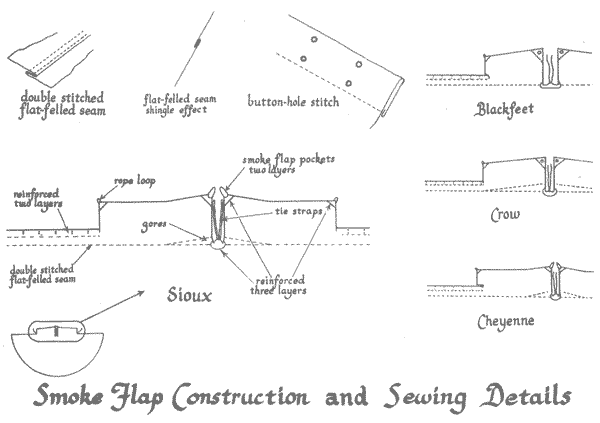 double stitched
flat-felled seam
flat-felled seam
shingle effect
button-hole stitch
Blackfeet
smoke flap pockets
two layers
rope loop
reinforced
two layers
tie straps
gores
Crow
double stitched
flat-felled seam
reinforced
three layers
Sioux
Cheyenne
Smoke Flap Construction and Sewing Details